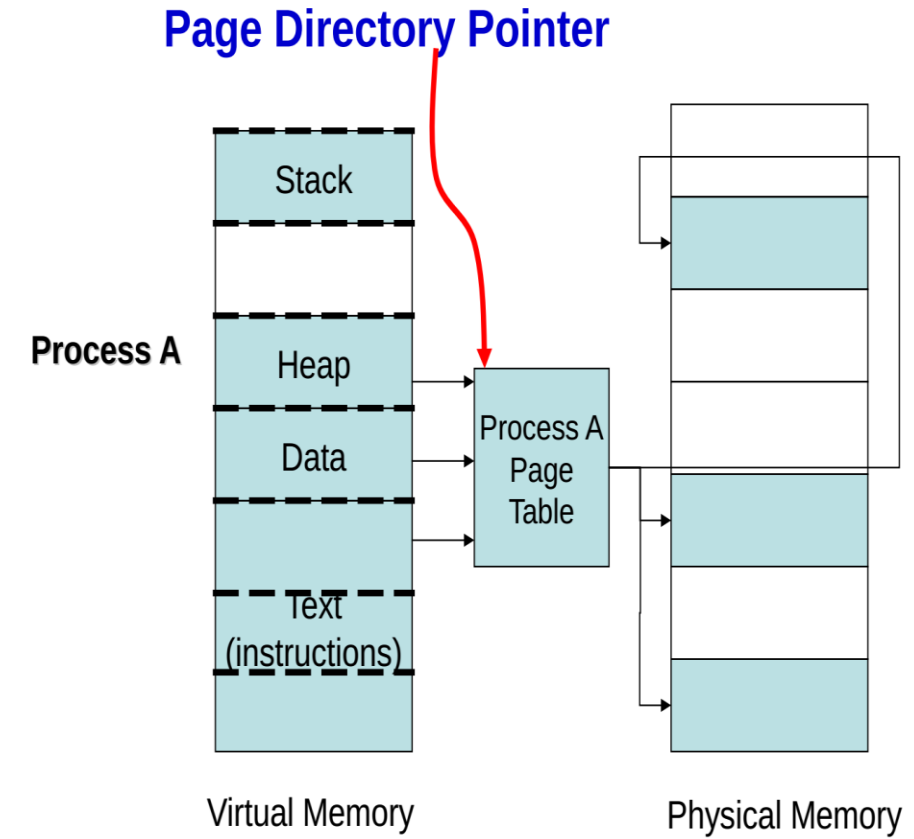 Page Directory Pointer
Stack
Process A
Heap
Data
Process A
Page
Table
Text
(instructions)
Virtual Memory
Physical Memory